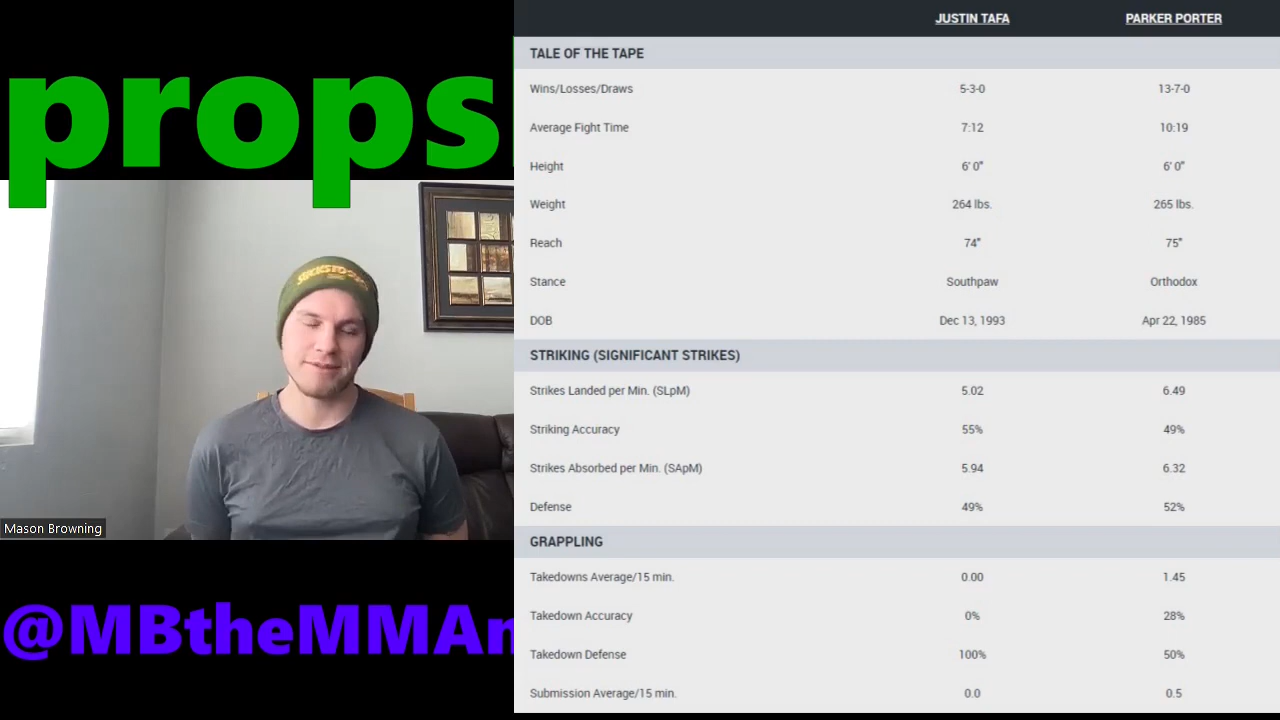 props
Mason Browning
@MBtheMMAn
JUSTIN TAFA PARKER PORTER
TALE OF THE TAPE
Wins/Losses/Draws 5-3-0 13-7-0
Average Fight Time 7:12 10:19
Height 6' 0" 6' 0"
Weight 264 lbs. 265 lbs.
Reach 74" 75"
Stance Southpaw Orthodox
DOB Dec 13, 1993 Apr 22, 1985
STRIKING (SIGNIFICANT STRIKES)
Strikes Landed per Min. (SLpM) 5.02 6.49
Striking Accuracy 55% 49%
Strikes Absorbed per Min. (SApM) 5.94 6.32
Defense 49% 52%
GRAPPLING
Takedowns Average/15 min. 0.00 1.45
Takedown Accuracy 0% 28%
Takedown Defense 100% 50%
Submission Average/15 min. 0.0 0.5